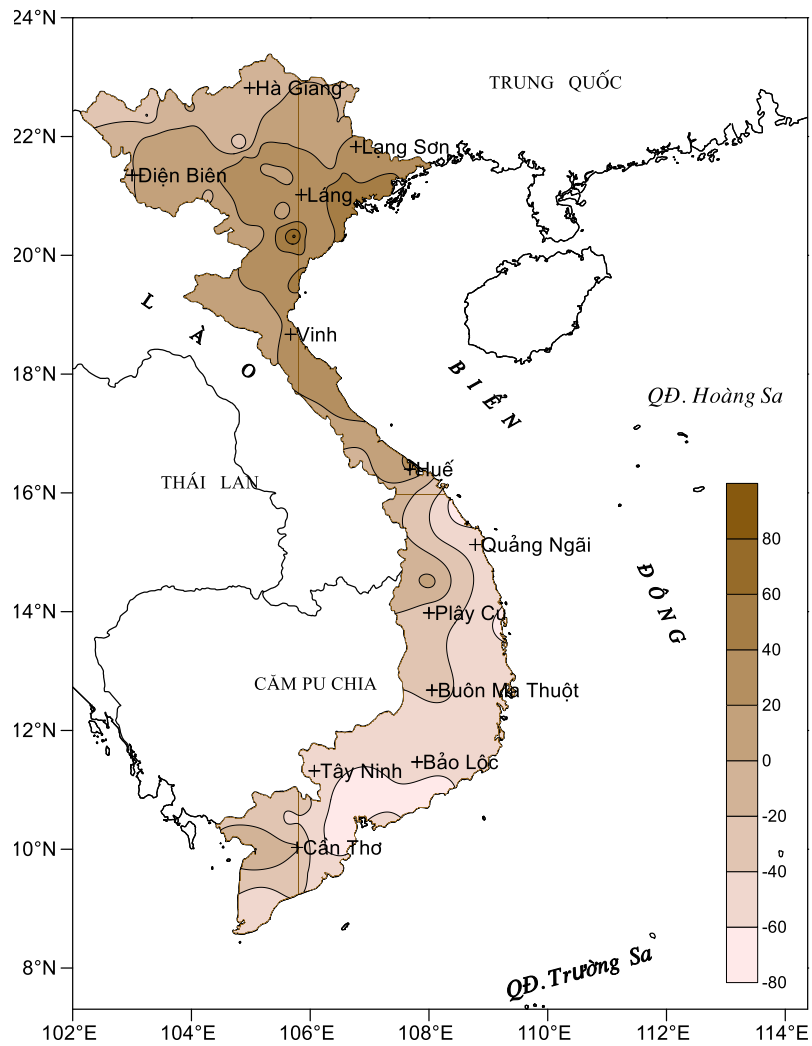 24°N
TRUNG QUỐC
Hà Giang
22°N
Lạng Sơn
Điện Biên
Láng
20°N
LÀO
Vinh
18°N
BIỂN
QĐ. Hoàng Sa
Huế
16°N
THÁI LAN
Quảng Ngãi
80
60
ĐÔNG
14°N
Plây Cu
40
CĂM PU CHIA
Buôn Ma Thuột
20
12°N
Bảo Lộc
0
Tây Ninh
-20
10°N
Cần Thơ
-40
-60
8°N
QĐ. Trường Sa
-80
102°E 104°E 106°E 108°E 110°E 112°E 114°E